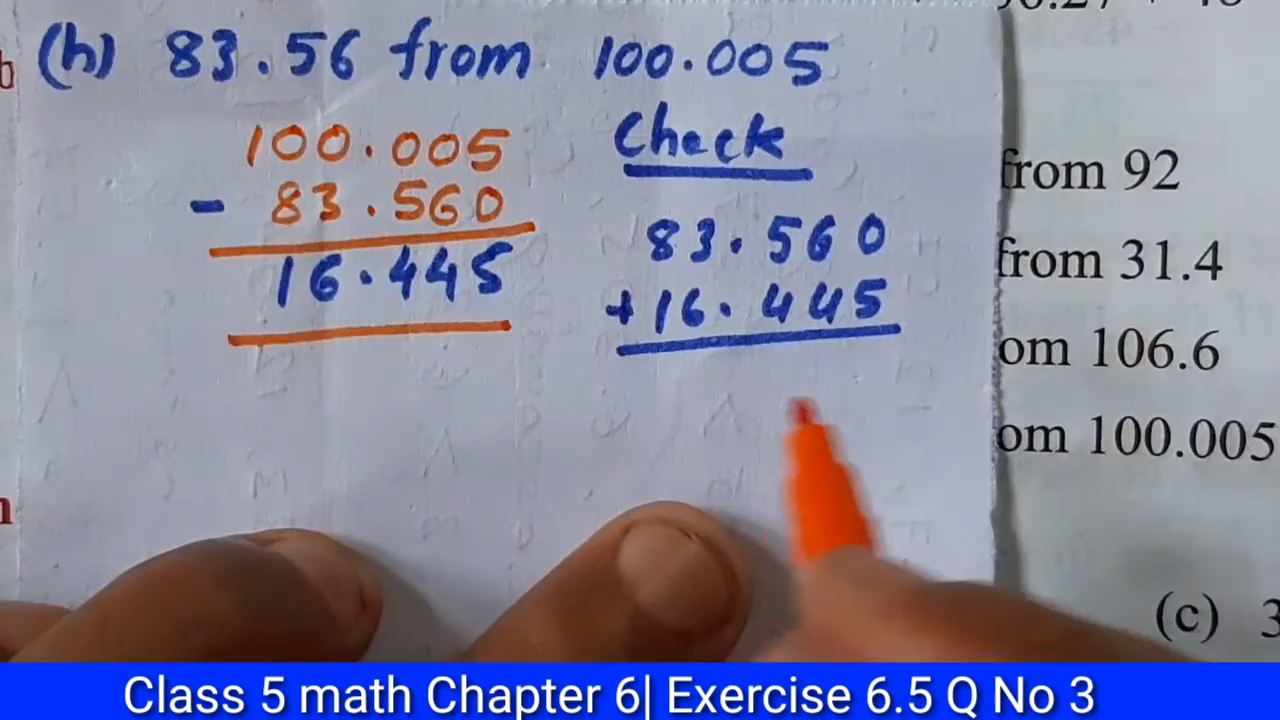 (h) 83.56 from 100.005
100.005
- 83.560
16.445
Check
83.560
+16.445
from 92
from 31.4
om 106.6
om 100.005
(c) 3
Class 5 math Chapter 6| Exercise 6.5 Q No 3